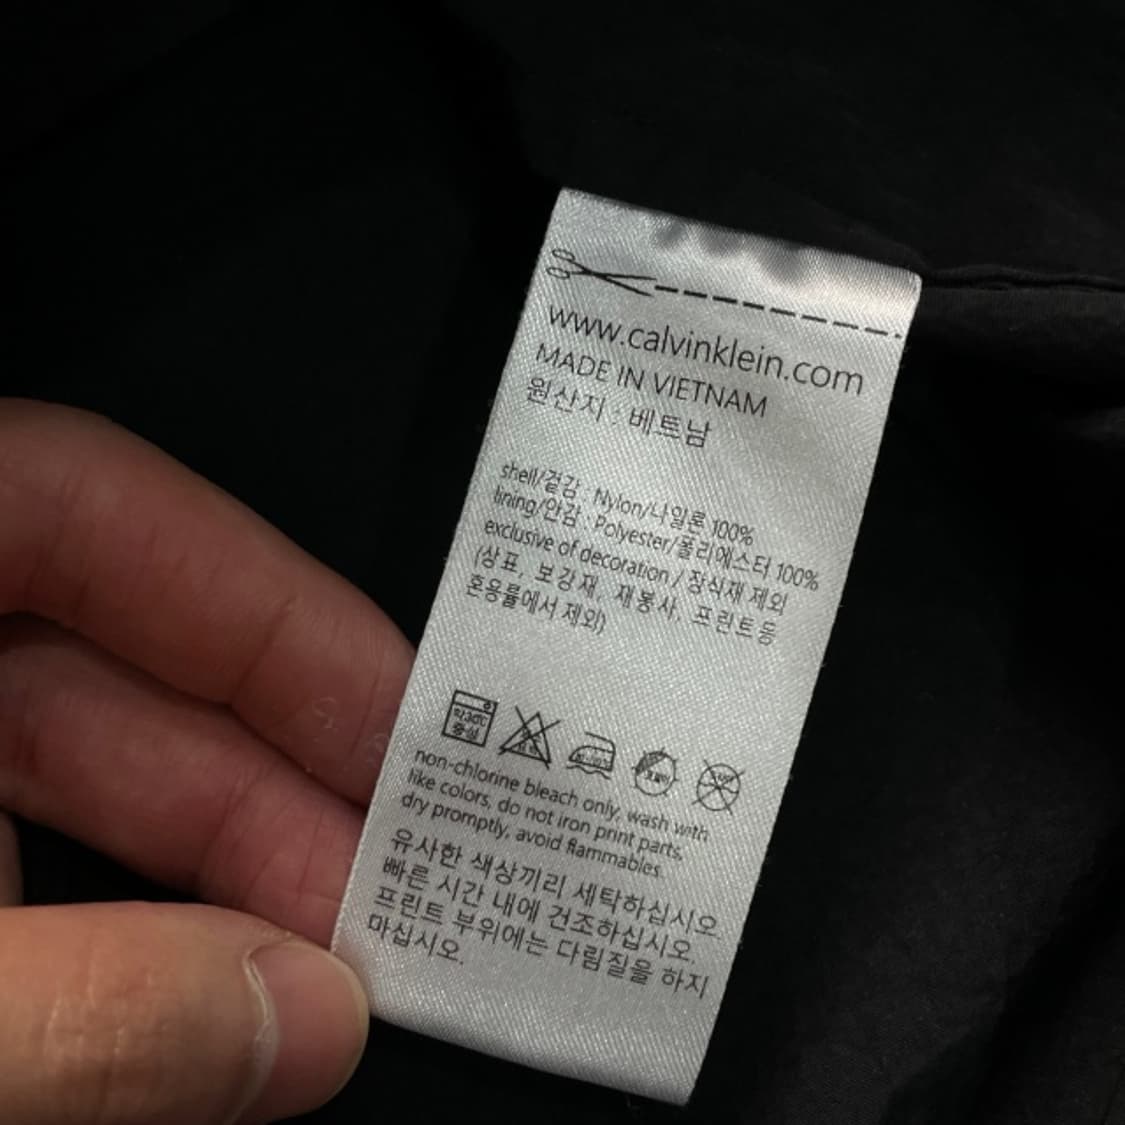 www.calvinklein.com
MADE IN VIETNAM
원산지 : 베트남
shell/겉감 : Nylon/나일론 100%
lining/안감 : Polyester/폴리에스터 100%
exclusive of decoration / 장식재 제외
(상표, 보강재, 재봉사, 프린트등
혼용률에서 제외)
약30℃
중성
non-chlorine bleach only, wash with
like colors, do not iron print parts,
dry promptly, avoid flammables.
유사한 색상끼리 세탁하십시오.
빠른 시간 내에 건조하십시오.
프린트 부위에는 다림질을 하지
마십시오.